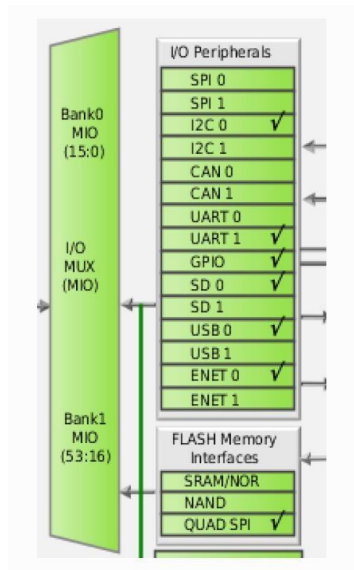 Bank0
MIO
(15:0)
I/O
MUX
(MIO)
Bank1
MIO
(53:16)
I/O Peripherals
SPI 0
SPI 1
I2C 0 √
I2C 1
CAN 0
CAN 1
UART 0
UART 1 √
GPIO √
SD 0 √
SD 1
USB 0 √
USB 1
ENET 0 √
ENET 1
FLASH Memory
Interfaces
SRAM/NOR
NAND
QUAD SPI √